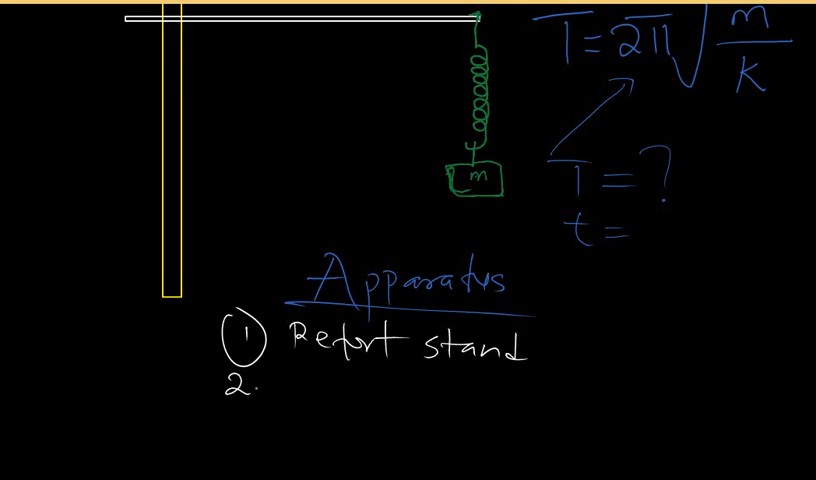 T = 2π√m/k
m
T = ?
t =
Apparatus
1 Retort stand
2.